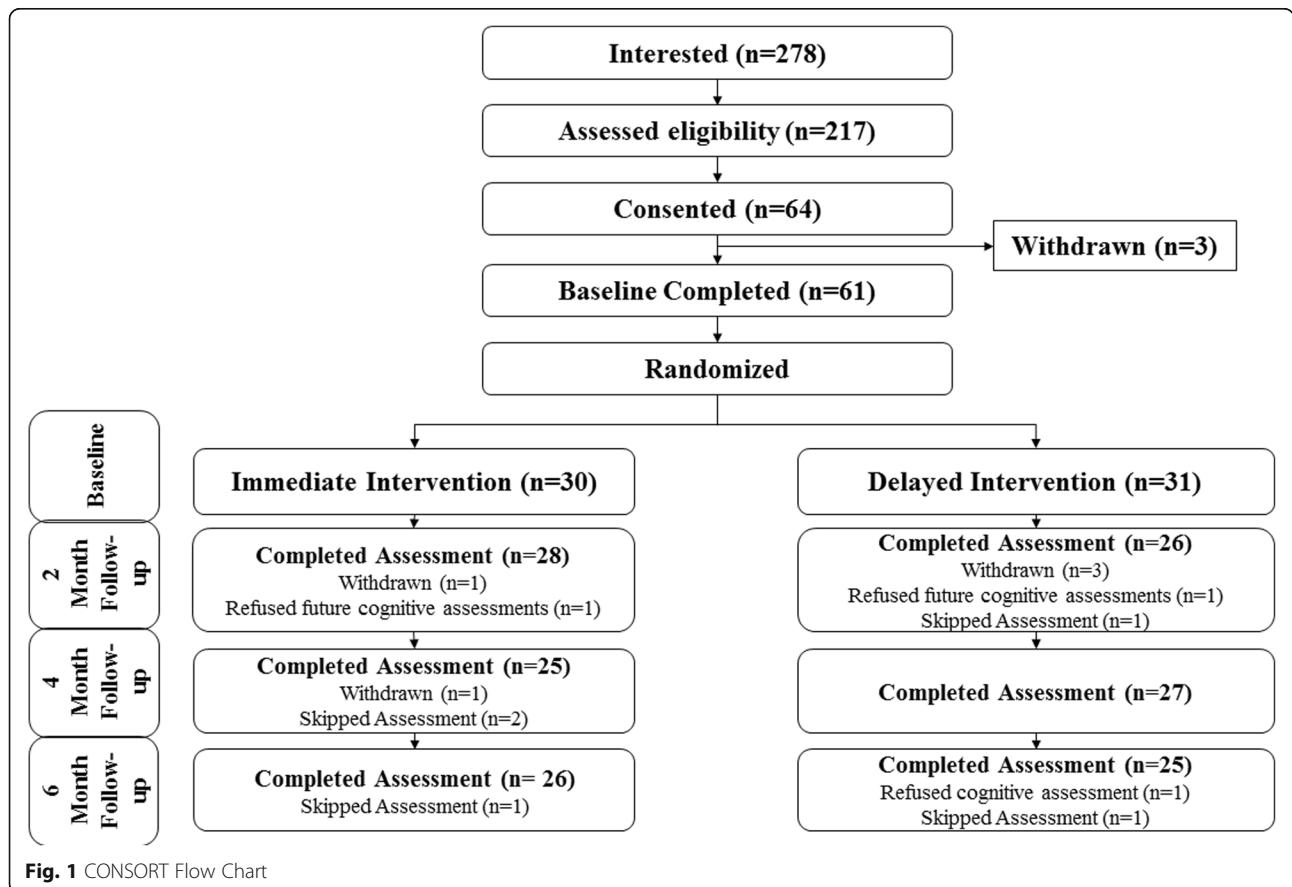 Interested (n=278)
Assessed eligibility (n=217)
Consented (n=64)
Withdrawn (n=3)
Baseline Completed (n=61)
Randomized
Baseline
Immediate Intervention (n=30)
Delayed Intervention (n=31)
2
Month
Follow-
up
Completed Assessment (n=28)
Withdrawn (n=1)
Refused future cognitive assessments (n=1)
Completed Assessment (n=26)
Withdrawn (n=3)
Refused future cognitive assessments (n=1)
Skipped Assessment (n=1)
4
Month
Follow-
up
Completed Assessment (n=25)
Withdrawn (n=1)
Skipped Assessment (n=2)
Completed Assessment (n=27)
6
Month
Follow-
up
Completed Assessment (n= 26)
Skipped Assessment (n=1)
Completed Assessment (n=25)
Refused cognitive assessment (n=1)
Skipped Assessment (n=1)
Fig. 1 CONSORT Flow Chart